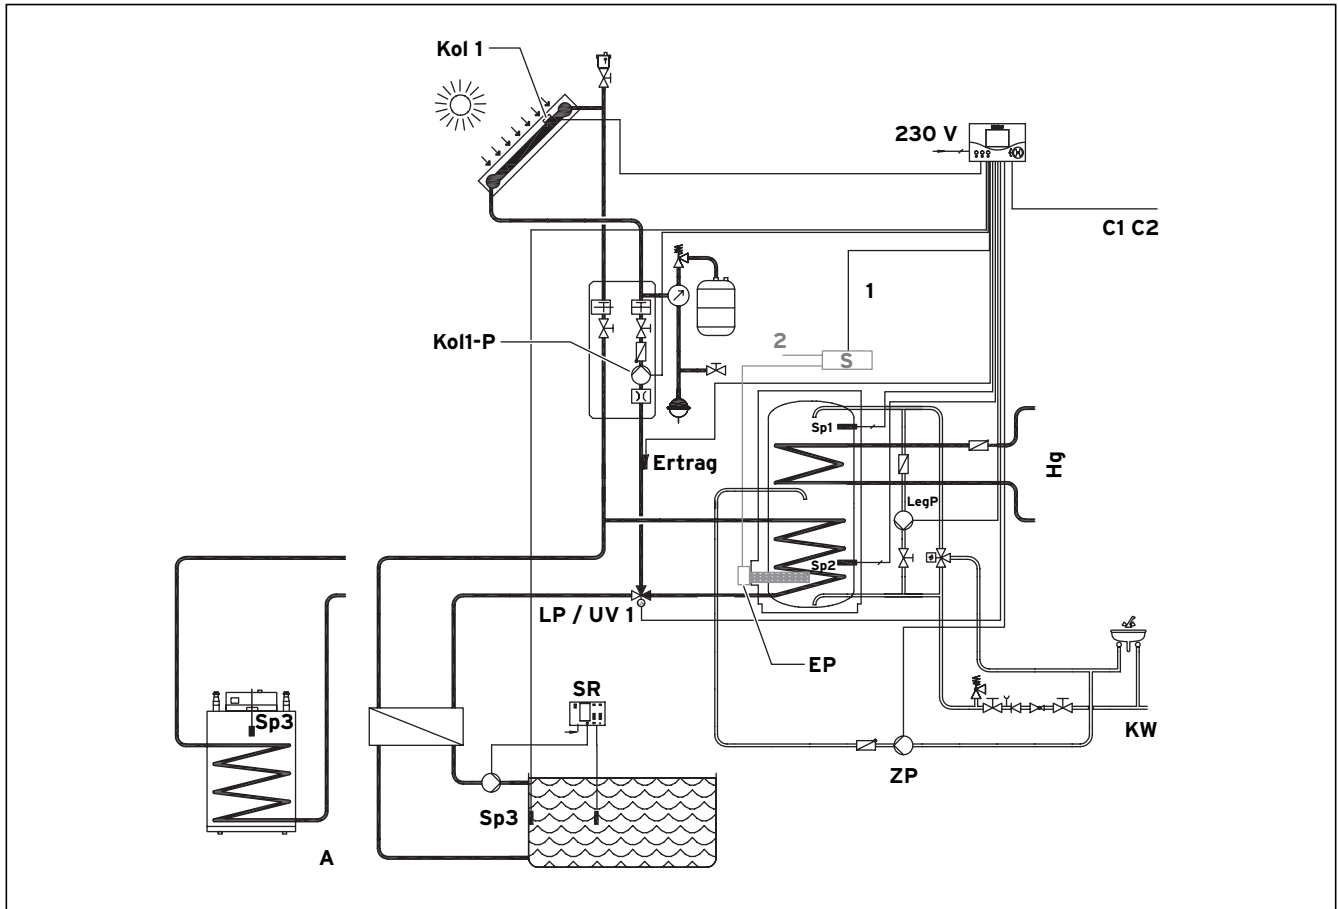 Kol 1
230 V
C1 C2
1
Kol1-P
2
S
Sp1
Ertrag
Hg
LegP
Sp2
LP / UV 1
EP
SR
Sp3
KW
ZP
Sp3
A